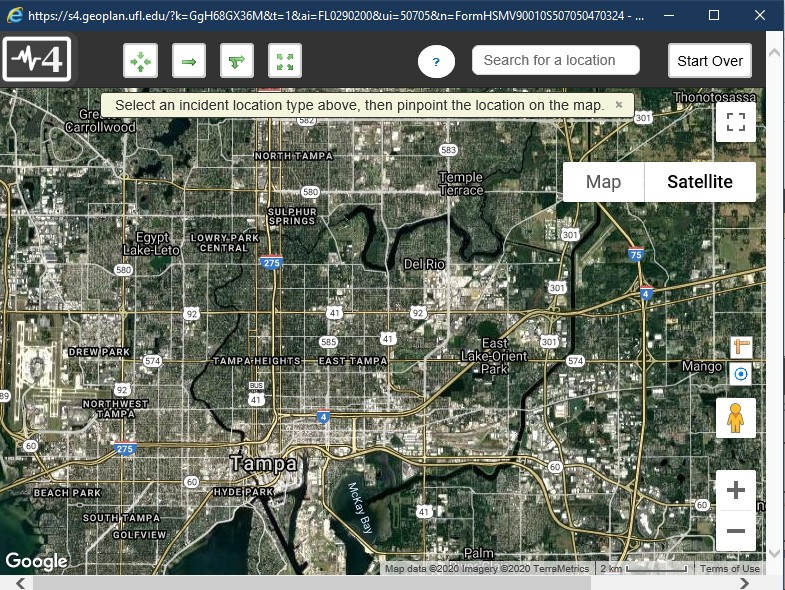 https://s4.geoplan.ufl.edu/?k=GgH68GX36M&t=1&ai=FL0290200&ui=50705&n=FormHSMV90010S507050470324 - ...
4
?
Search for a location
Start Over
Select an incident location type above, then pinpoint the location on the map. ×
Thonotosassa
Carrollwood
582
301
583
NORTH TAMPA
Temple
Terrace
Map
Satellite
580
SULPHUR
SPRINGS
Egypt
Lake-Leto
LOWRY PARK
CENTRAL
301
75
275
Del Rio
580
301
4
92
41
92
41
585
301
East
Lake-Orient
Park
DREW PARK
574
TAMPA HEIGHTS
EAST TAMPA
574
Mango
BUS
41
92
89
NORTHWEST
TAMPA
4
60
275
Tampa
60
60
BEACH PARK
HYDE PARK
McKay Bay
41
60
SOUTH TAMPA
GOLFVIEW
Palm
Google
Map data ©2020 Imagery ©2020 TerraMetrics
2 km
Terms of Use